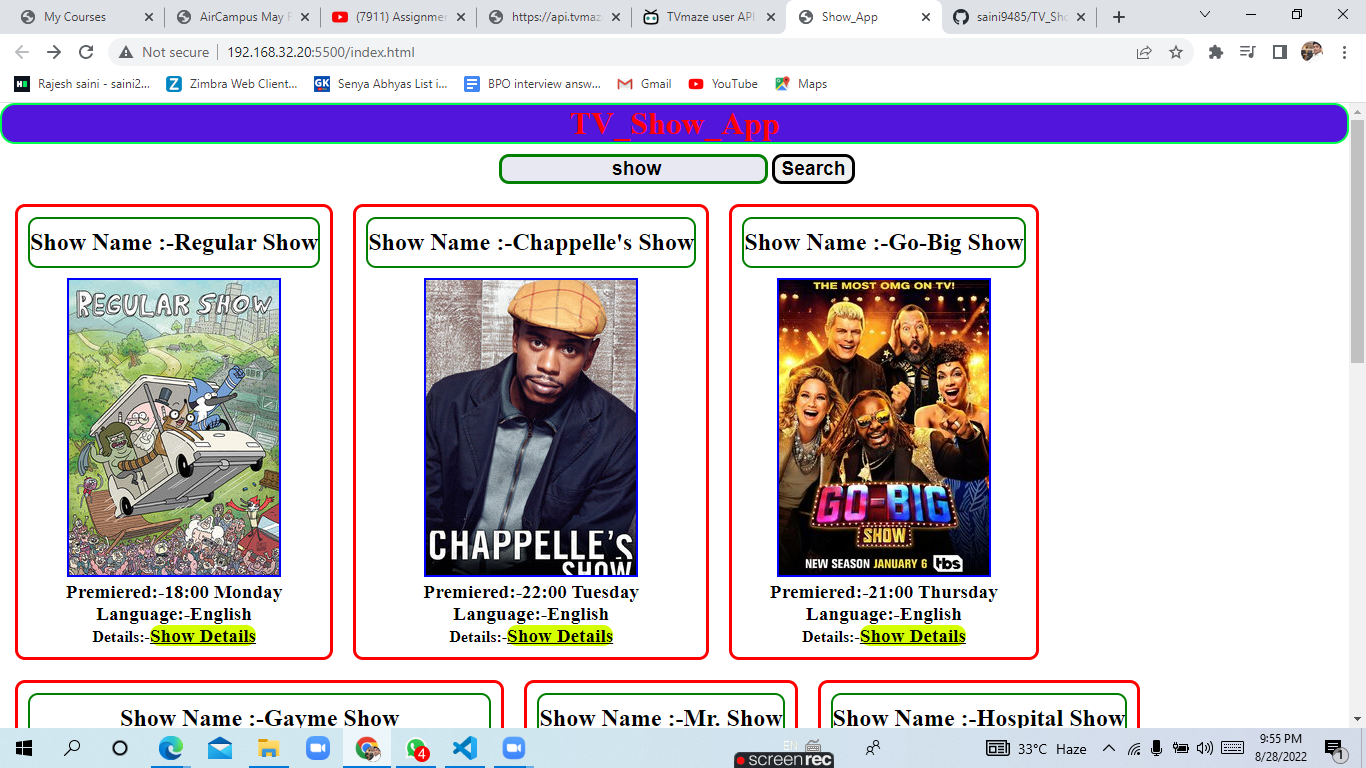 My Courses
AirCampus May F
(7911) Assignmer
https://api.tvmaz
TVmaze user API
Show_App
saini9485/TV_Sho
Not secure
192.168.32.20:5500/index.html
Rajesh saini - saini2...
Zimbra Web Client...
GK
Senya Abhyas List i...
BPO interview answ...
Gmail
YouTube
Maps
TV_Show_App
show
Search
Show Name :-Regular Show
Show Name :-Chappelle's Show
Show Name :-Go-Big Show
REGULAR SHOW
CHAPPELLE'S
SHOW
THE MOST OMG ON TV!
GO-BIG
SHOW
NEW SEASON JANUARY 6 tbs
Premiered:-18:00 Monday
Language:-English
Details:-Show Details
Premiered:-22:00 Tuesday
Language:-English
Details:-Show Details
Premiered:-21:00 Thursday
Language:-English
Details:-Show Details
Show Name :-Gayme Show
Show Name :-Mr. Show
Show Name :-Hospital Show
4
EN
screenrec
33°C Haze
9:55 PM
8/28/2022
1